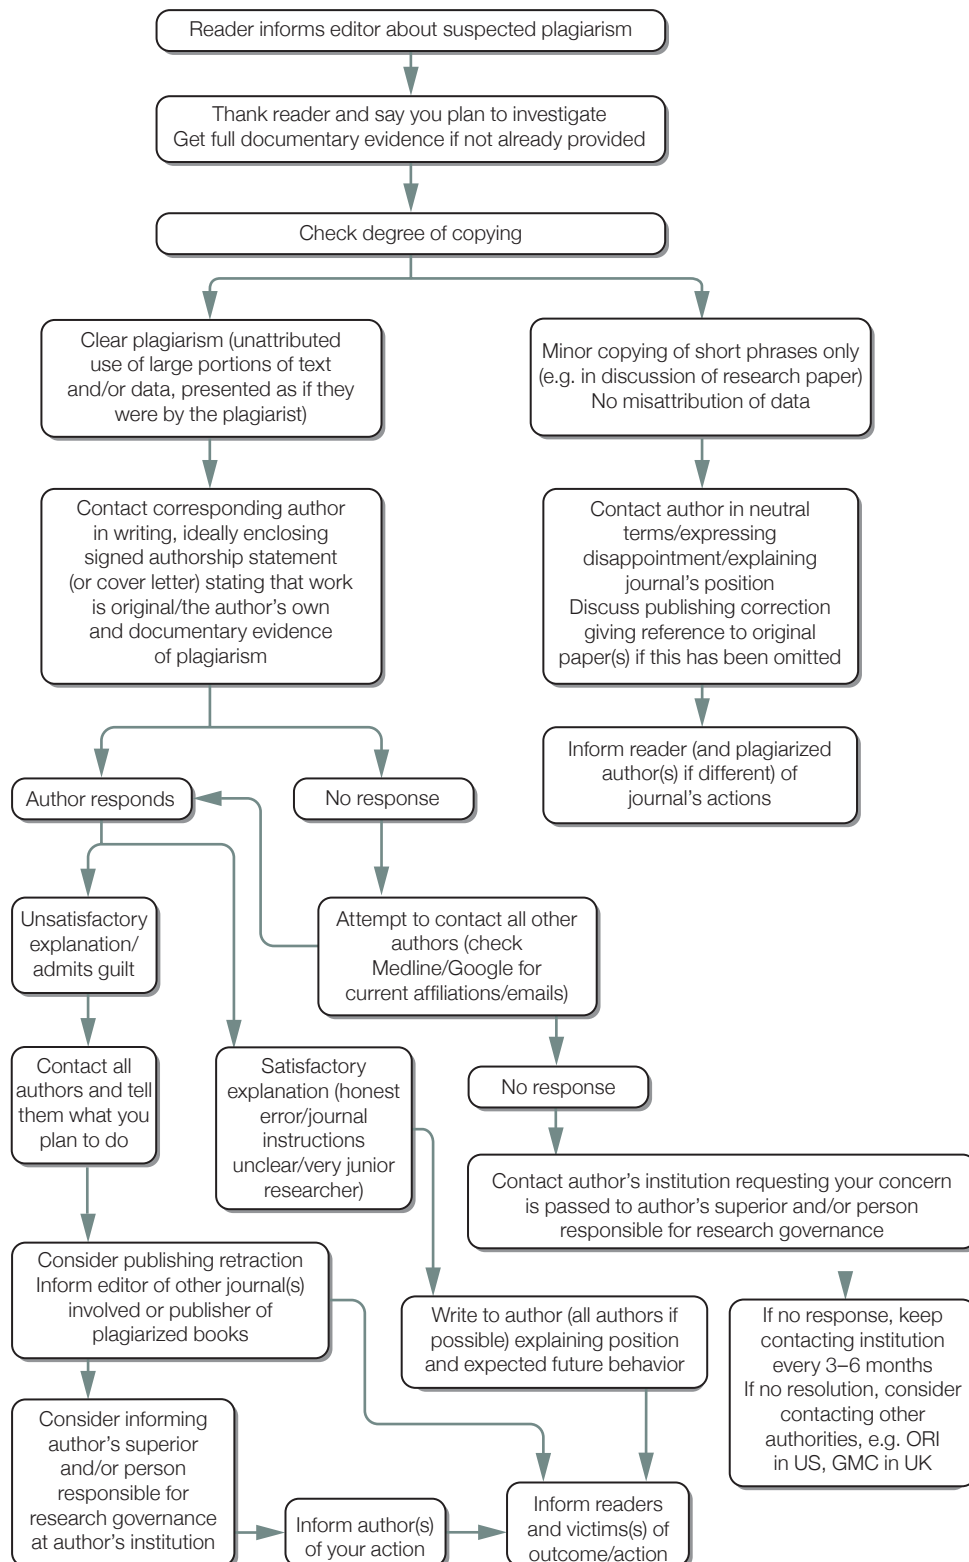 Reader informs editor about suspected plagiarism
Thank reader and say you plan to investigate
Get full documentary evidence if not already provided
Check degree of copying
Clear plagiarism (unattributed
use of large portions of text
and/or data, presented as if they
were by the plagiarist)
Minor copying of short phrases only
(e.g. in discussion of research paper)
No misattribution of data
Contact corresponding author
in writing, ideally enclosing
signed authorship statement
(or cover letter) stating that work
is original/the author's own
and documentary evidence
of plagiarism
Contact author in neutral
terms/expressing
disappointment/explaining
journal's position
Discuss publishing correction
giving reference to original
paper(s) if this has been omitted
Inform reader (and plagiarized
author(s) if different) of
journal's actions
Author responds
No response
Unsatisfactory
explanation/
admits guilt
Attempt to contact all other
authors (check
Medline/Google for
current affiliations/emails)
Contact all
authors and tell
them what you
plan to do
Satisfactory
explanation (honest
error/journal
instructions
unclear/very junior
researcher)
No response
Contact author's institution requesting your concern
is passed to author's superior and/or person
responsible for research governance
Consider publishing retraction
Inform editor of other journal(s)
involved or publisher of
plagiarized books
Write to author (all authors if
possible) explaining position
and expected future behavior
If no response, keep
contacting institution
every 3–6 months
If no resolution, consider
contacting other
authorities, e.g. ORI
in US, GMC in UK
Consider informing
author's superior
and/or person
responsible for
research governance
at author's institution
Inform author(s)
of your action
Inform readers
and victims(s) of
outcome/action